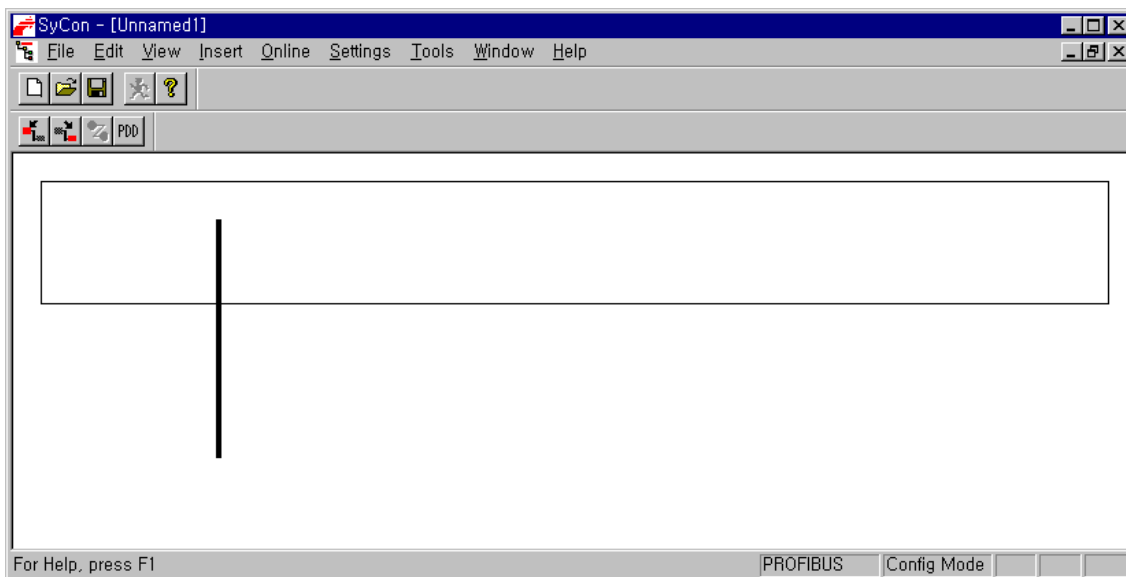 SyCon - [Unnamed1]
File Edit View Insert Online Settings Tools Window Help
PDD
For Help, press F1 PROFIBUS Config Mode